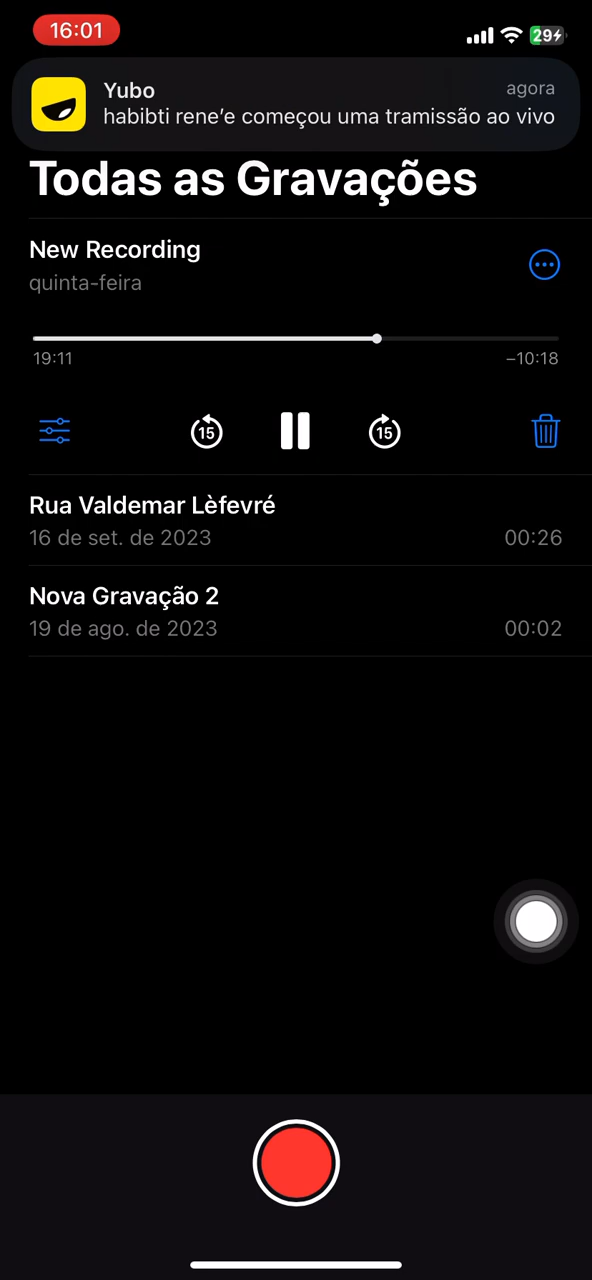 16:01
29
Yubo
agora
habibti rene’e começou uma tramissão ao vivo
Todas as Gravações
New Recording
quinta-feira
19:11
–10:18
15
15
Rua Valdemar Lèfevré
16 de set. de 2023
00:26
Nova Gravação 2
19 de ago. de 2023
00:02